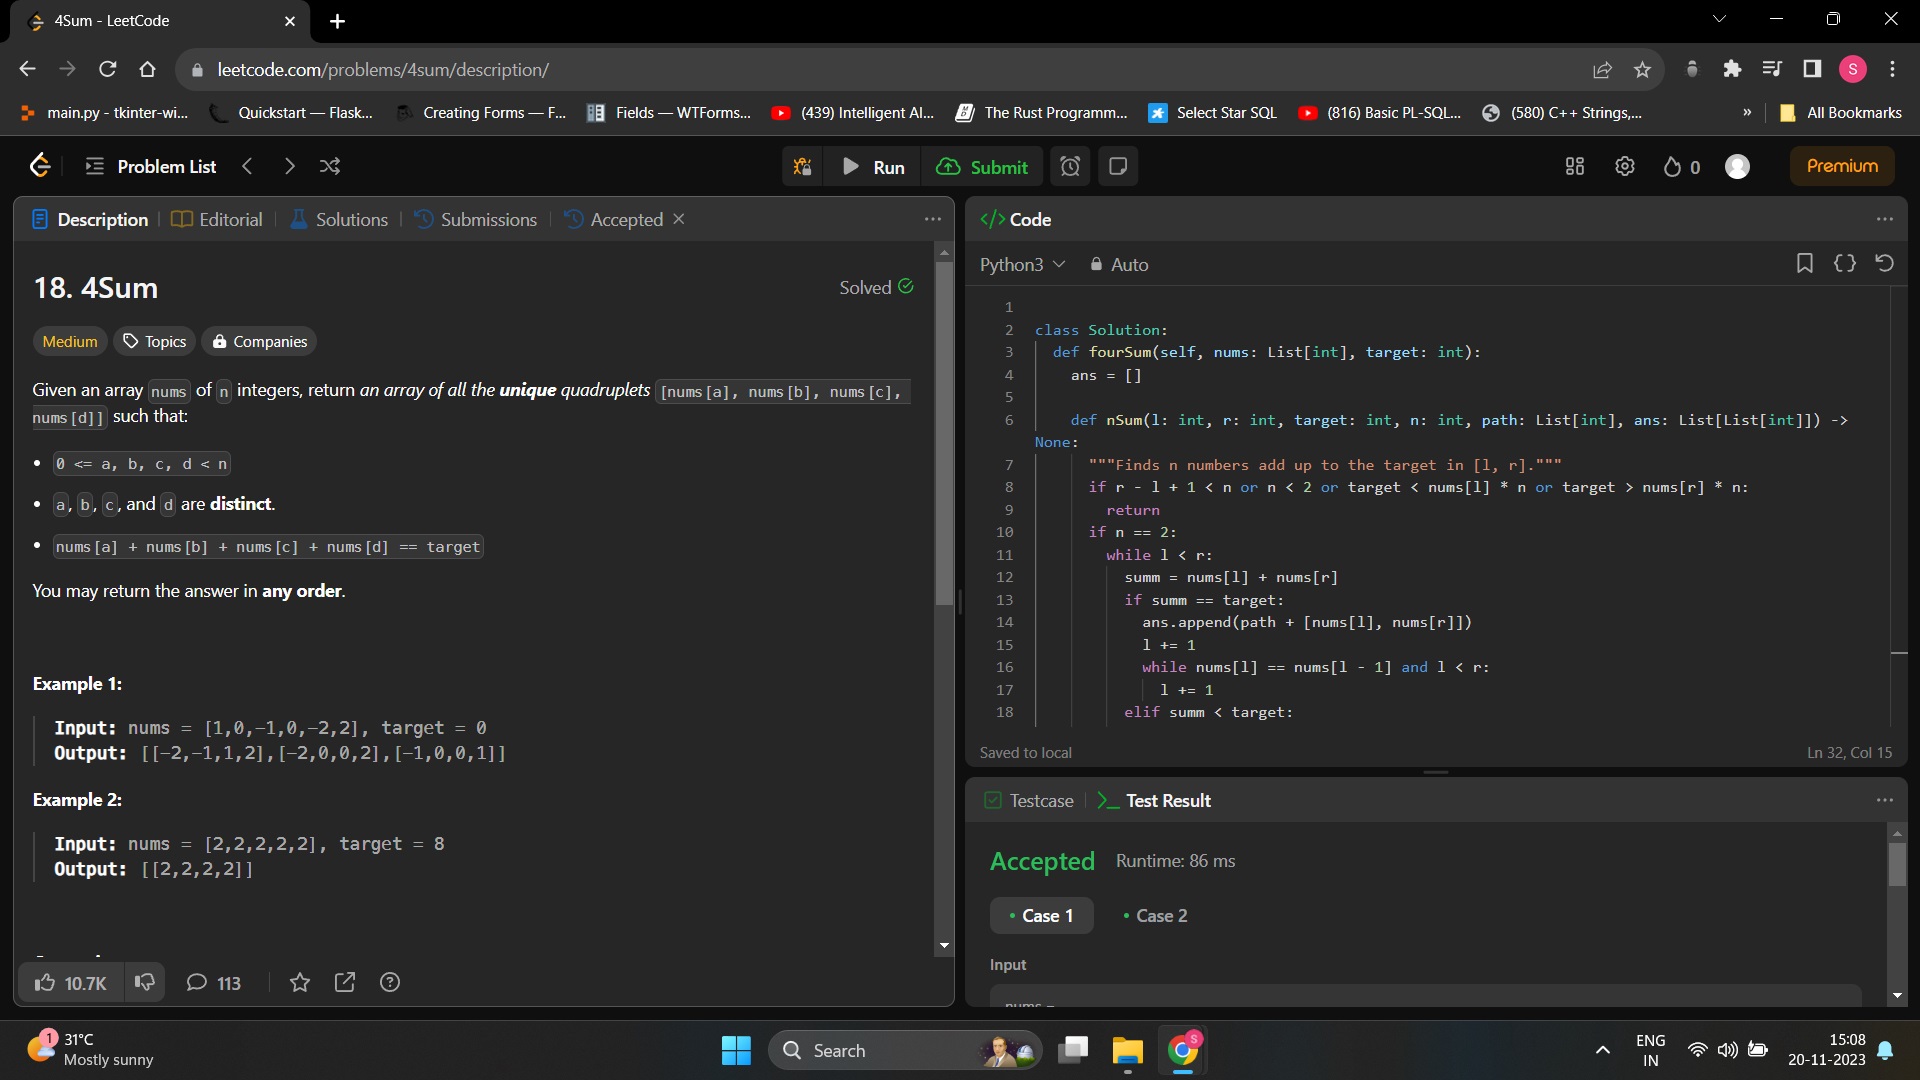 4Sum - LeetCode
leetcode.com/problems/4sum/description/
S
main.py - tkinter-wi...
Quickstart — Flask...
Creating Forms — F...
Fields — WTForms...
(439) Intelligent Al...
The Rust Programm...
Select Star SQL
(816) Basic PL-SQL...
(580) C++ Strings,...
»
All Bookmarks
Problem List
Run
Submit
0
Premium
Description
Editorial
Solutions
Submissions
Accepted
18. 4Sum
Solved
Medium
Topics
Companies
Given an array nums of n integers, return an array of all the unique quadruplets [nums[a], nums[b], nums[c],
nums[d]] such that:
• 0 <= a, b, c, d < n
• a, b, c, and d are distinct.
• nums[a] + nums[b] + nums[c] + nums[d] == target
You may return the answer in any order.
Example 1:
Input: nums = [1,0,-1,0,-2,2], target = 0
Output: [[-2,-1,1,2],[-2,0,0,2],[-1,0,0,1]]
Example 2:
Input: nums = [2,2,2,2,2], target = 8
Output: [[2,2,2,2]]
10.7K
113
</> Code
Python3
Auto
1
2 class Solution:
3 def fourSum(self, nums: List[int], target: int):
4 ans = []
5
6 def nSum(l: int, r: int, target: int, n: int, path: List[int], ans: List[List[int]]) ->
None:
7 """Finds n numbers add up to the target in [l, r]."""
8 if r - l + 1 < n or n < 2 or target < nums[l] * n or target > nums[r] * n:
9 return
10 if n == 2:
11 while l < r:
12 summ = nums[l] + nums[r]
13 if summ == target:
14 ans.append(path + [nums[l], nums[r]])
15 l += 1
16 while nums[l] == nums[l - 1] and l < r:
17 l += 1
18 elif summ < target:
Saved to local
Ln 32, Col 15
Testcase
Test Result
Accepted
Runtime: 86 ms
• Case 1
• Case 2
Input
1
31°C
Mostly sunny
Search
S
ENG
IN
15:08
20-11-2023